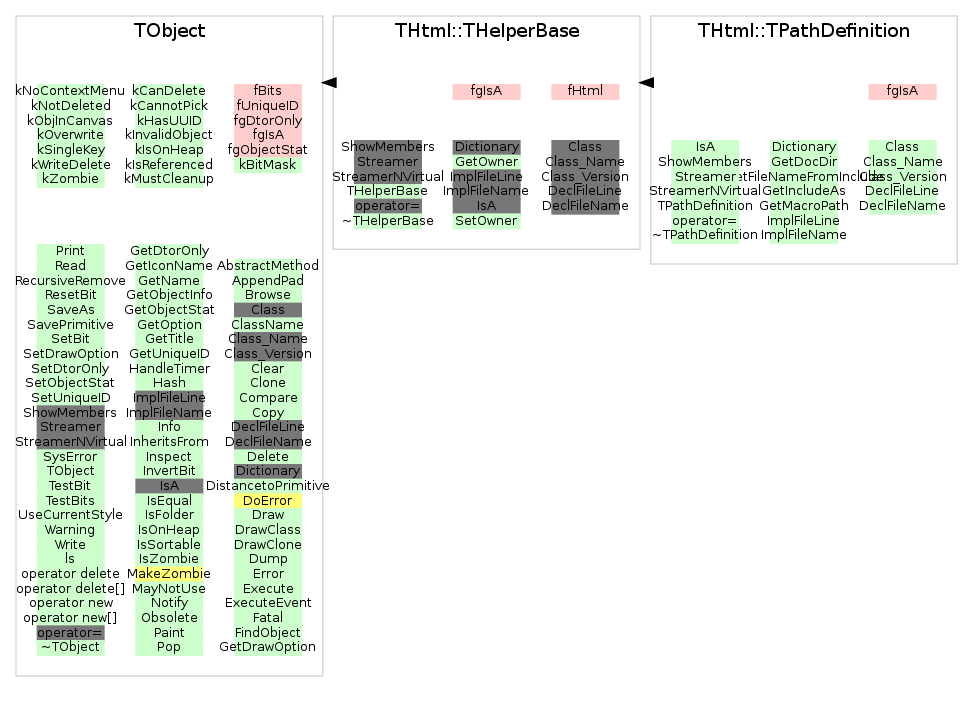 TObject
kNoContextMenu kCanDelete fBits
kNotDeleted kCannotPick fUniqueID
kObjInCanvas kHasUUID fgDtorOnly
kOverwrite kInvalidObject fgIsA
kSingleKey kIsOnHeap fgObjectStat
kWriteDelete kIsReferenced kBitMask
kZombie kMustCleanup
Print GetDtorOnly
Read GetIconName AbstractMethod
RecursiveRemove GetName AppendPad
ResetBit GetObjectInfo Browse
SaveAs GetObjectStat Class
SavePrimitive GetOption ClassName
SetBit GetTitle Class_Name
SetDrawOption GetUniqueID Class_Version
SetDtorOnly HandleTimer Clear
SetObjectStat Hash Clone
SetUniqueID ImplFileLine Compare
ShowMembers ImplFileName Copy
Streamer Info DeclFileLine
StreamerNVirtual InheritsFrom DeclFileName
SysError Inspect Delete
TObject InvertBit Dictionary
TestBit IsA DistancetoPrimitive
TestBits IsEqual DoError
UseCurrentStyle IsFolder Draw
Warning IsOnHeap DrawClass
Write IsSortable DrawClone
ls IsZombie Dump
operator delete MakeZombie Error
operator delete[] MayNotUse Execute
operator new Notify ExecuteEvent
operator new[] Obsolete Fatal
operator= Paint FindObject
~TObject Pop GetDrawOption
THtml::THelperBase
fgIsA fHtml
ShowMembers Dictionary Class
Streamer GetOwner Class_Name
StreamerNVirtual ImplFileLine Class_Version
THelperBase ImplFileName DeclFileLine
operator= IsA DeclFileName
~THelperBase SetOwner
THtml::TPathDefinition
fgIsA
IsA Dictionary Class
ShowMembers GetDocDir Class_Name
Streamer Class_Version
StreamerNVirtual GetIncludeAs DeclFileLine
TPathDefinition GetMacroPath DeclFileName
operator= ImplFileLine
~TPathDefinition ImplFileName